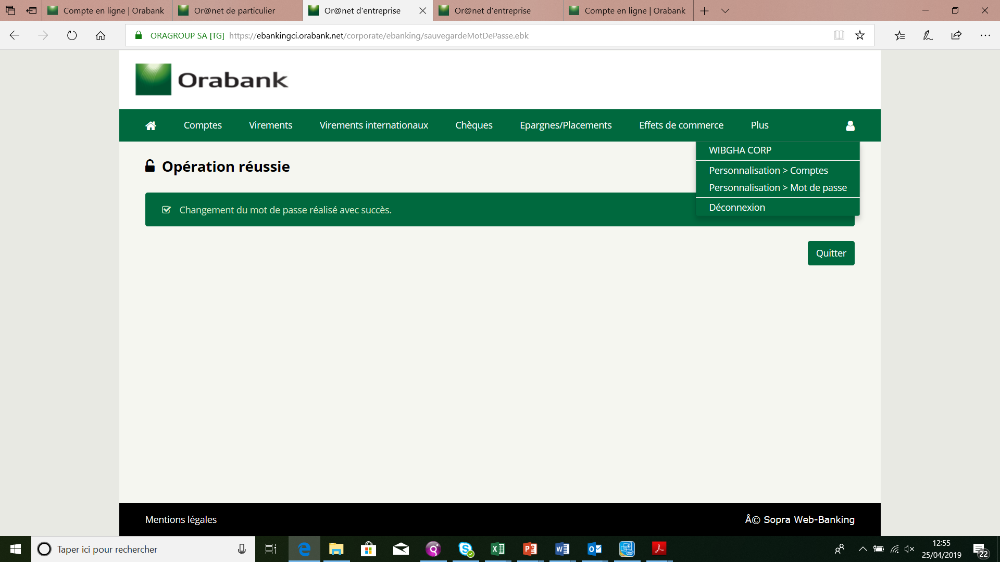 Compte en ligne | Orabank
Or@net de particulier
Or@net d'entreprise
Or@net d'entreprise
Compte en ligne | Orabank
ORAGROUP SA [TG] https://ebankingci.orabank.net/corporate/ebanking/sauvegardeMotDePasse.ebk
Orabank
Comptes Virements Virements internationaux Chèques Epargnes/Placements Effets de commerce Plus
WIBGHA CORP
Personnalisation > Comptes
Personnalisation > Mot de passe
Déconnexion
Opération réussie
Changement du mot de passe réalisé avec succès.
Quitter
Mentions légales
Â© Sopra Web-Banking
Taper ici pour rechercher
12:55
25/04/2019
22